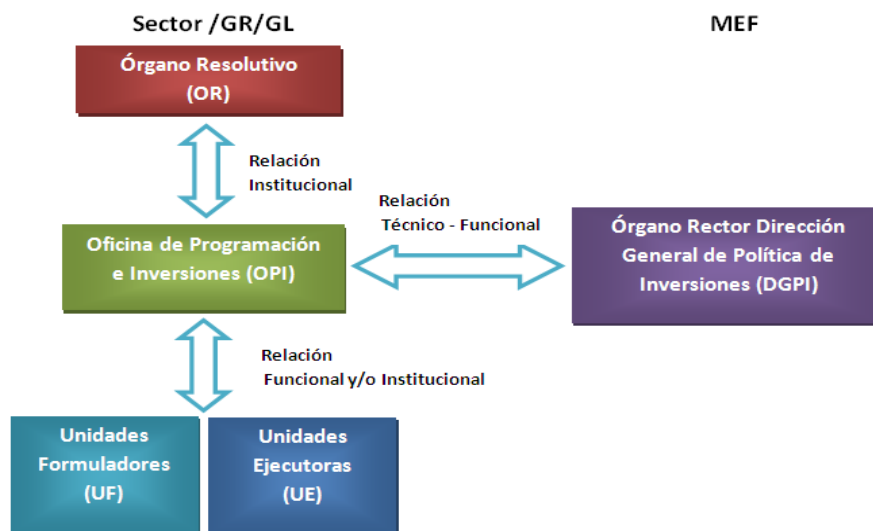 Sector /GR/GL
MEF
Órgano Resolutivo
(OR)
Relación
Institucional
Relación
Técnico - Funcional
Oficina de Programación
e Inversiones (OPI)
Órgano Rector Dirección
General de Política de
Inversiones (DGPI)
Relación
Funcional y/o Institucional
Unidades
Formuladores
(UF)
Unidades
Ejecutoras
(UE)